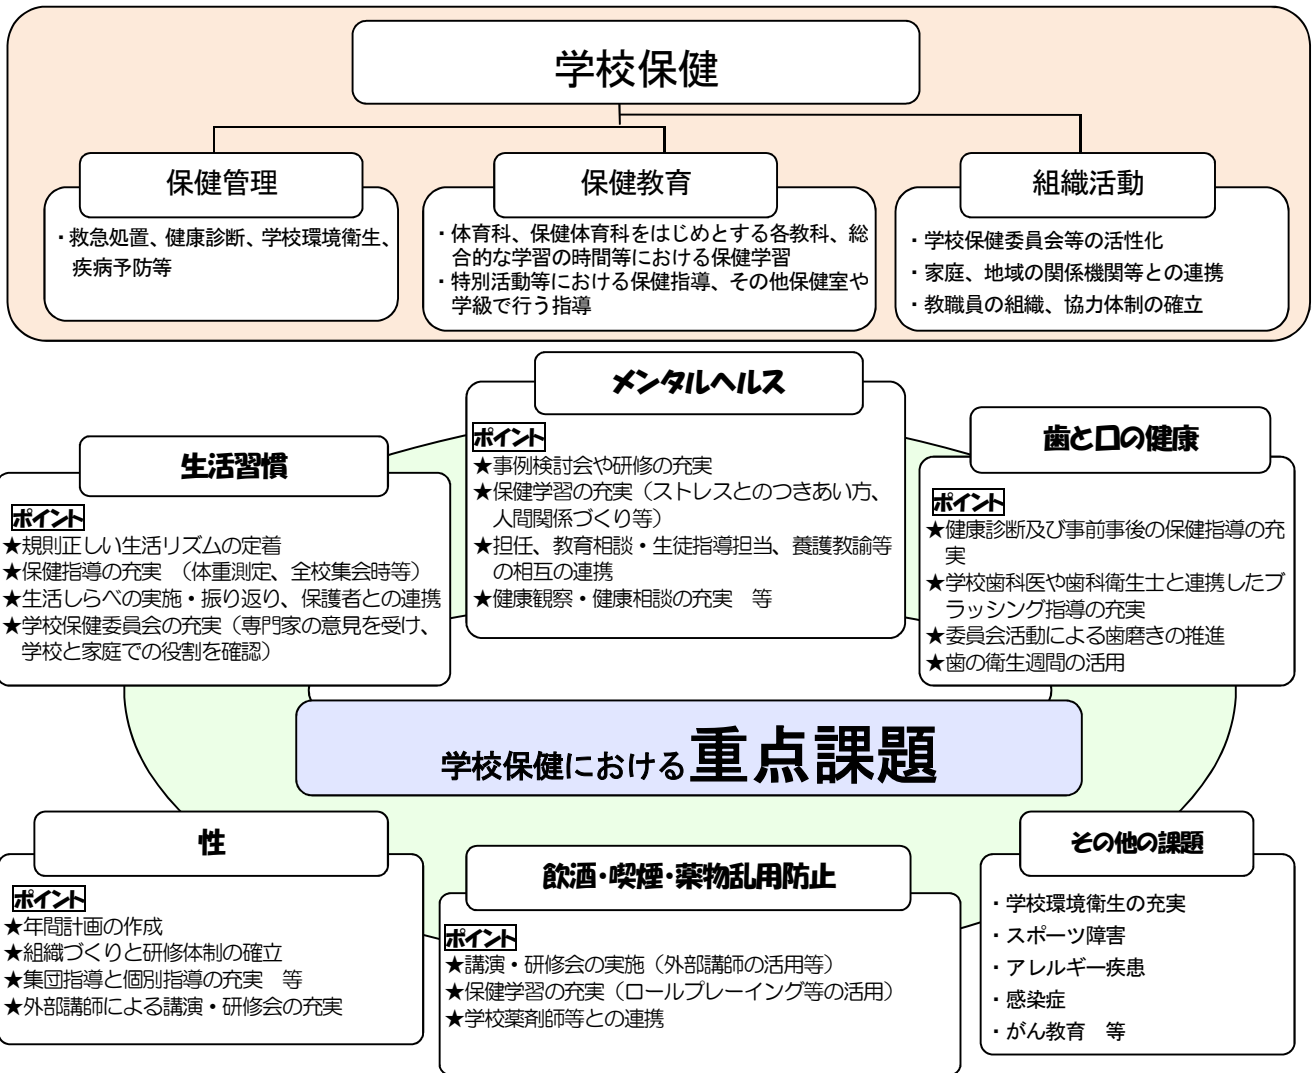 学校保健
保健管理
・救急処置、健康診断、学校環境衛生、
疾病予防等
保健教育
・体育科、保健体育科をはじめとする各教科、総
合的な学習の時間等における保健学習
・特別活動等における保健指導、その他保健室や
学級で行う指導
組織活動
・学校保健委員会等の活性化
・家庭、地域の関係機関等との連携
・教職員の組織、協力体制の確立
メンタルヘルス
ポイント
★事例検討会や研修の充実
★保健学習の充実（ストレスとのつきあい方、
人間関係づくり等）
★担任、教育相談・生徒指導担当、養護教諭等
の相互の連携
★健康観察・健康相談の充実　等
生活習慣
ポイント
★規則正しい生活リズムの定着
★保健指導の充実　（体重測定、全校集会時等）
★生活しらべの実施・振り返り、保護者との連携
★学校保健委員会の充実（専門家の意見を受け、
学校と家庭での役割を確認）
歯と口の健康
ポイント
★健康診断及び事前事後の保健指導の充
実
★学校歯科医や歯科衛生士と連携したブ
ラッシング指導の充実
★委員会活動による歯磨きの推進
★歯の衛生週間の活用
学校保健における重点課題
性
ポイント
★年間計画の作成
★組織づくりと研修体制の確立
★集団指導と個別指導の充実　等
★外部講師による講演・研修会の充実
飲酒・喫煙・薬物乱用防止
ポイント
★講演・研修会の実施（外部講師の活用等）
★保健学習の充実（ロールプレーイング等の活用）
★学校薬剤師等との連携
その他の課題
・学校環境衛生の充実
・スポーツ障害
・アレルギー疾患
・感染症
・がん教育　等